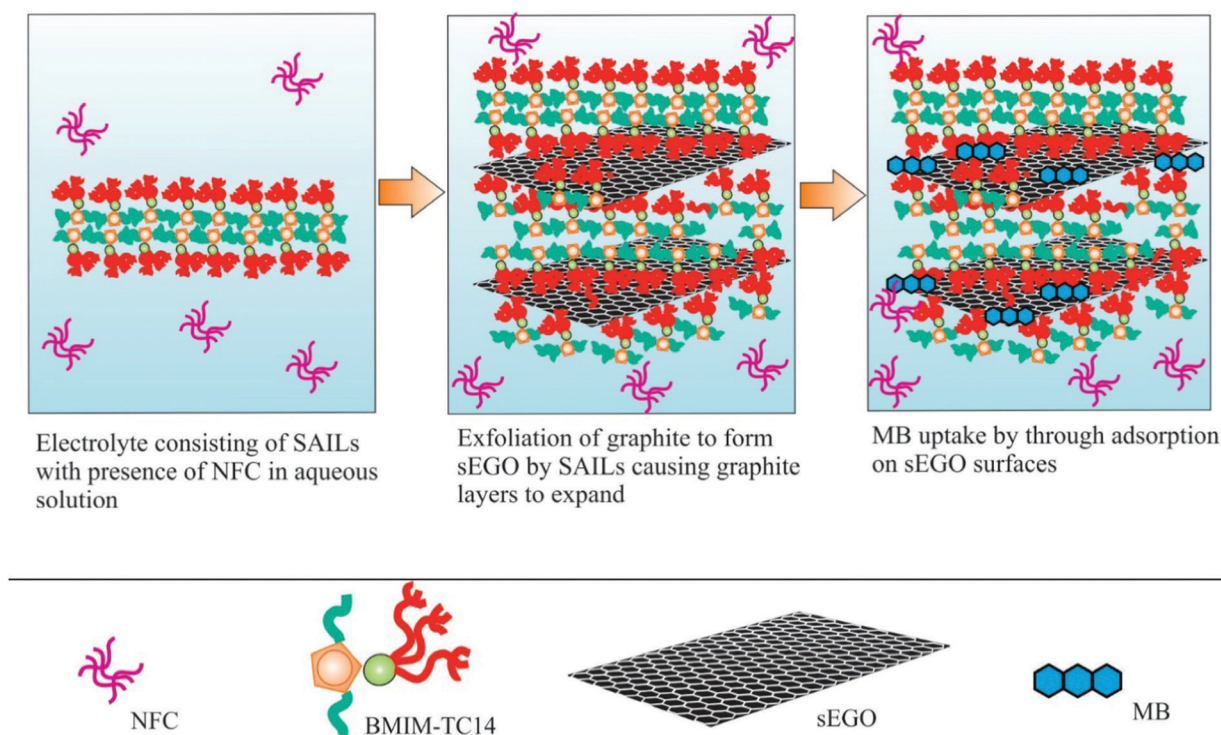 Electrolyte consisting of SAILs
with presence of NFC in aqueous
solution
Exfoliation of graphite to form
sEGO by SAILs causing graphite
layers to expand
MB uptake by through adsorption
on sEGO surfaces
NFC
BMIM-TC14
sEGO
MB